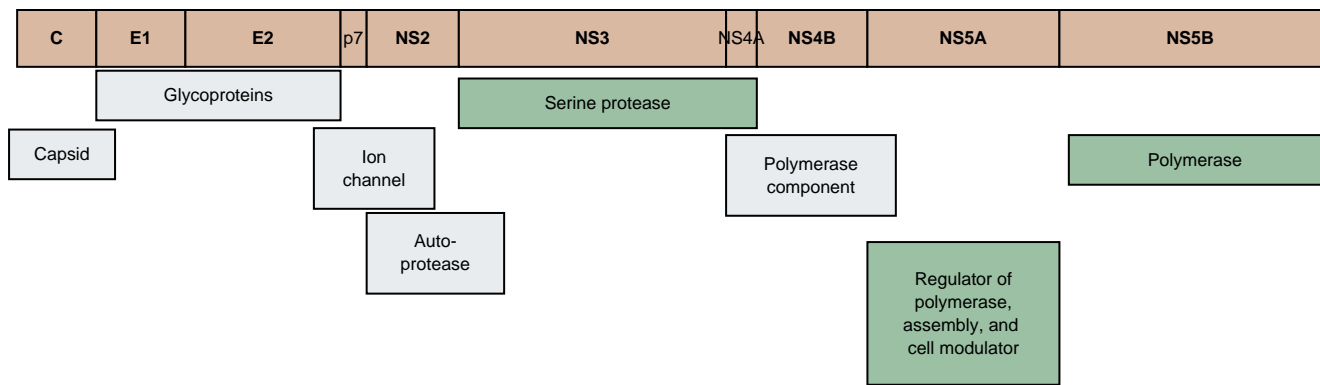 C E1 E2 p7 NS2 NS3 NS4A NS4B NS5A NS5B
Glycoproteins
Serine protease
Capsid
Ion
channel
Polymerase
component
Polymerase
Auto-
protease
Regulator of
polymerase,
assembly, and
cell modulator